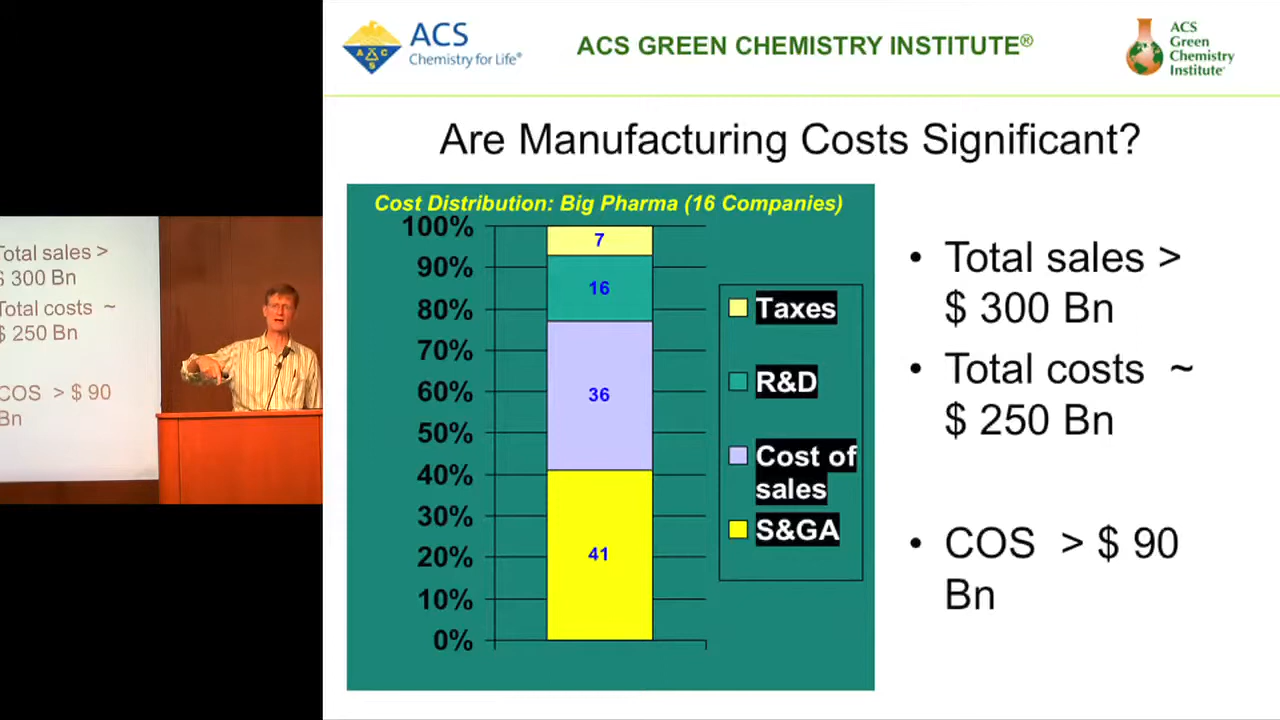 ACS
Chemistry for Life®
ACS GREEN CHEMISTRY INSTITUTE®
ACS
Green
Chemistry
Institute
Are Manufacturing Costs Significant?
Cost Distribution: Big Pharma (16 Companies)
100%
90%
80%
70%
60%
50%
40%
30%
20%
10%
0%
7
16
36
41
Taxes
R&D
Cost of
sales
S&GA
• Total sales >
$ 300 Bn
• Total costs ~
$ 250 Bn
• COS > $ 90
Bn
Total sales >
$ 300 Bn
Total costs ~
$ 250 Bn
COS > $ 90
Bn